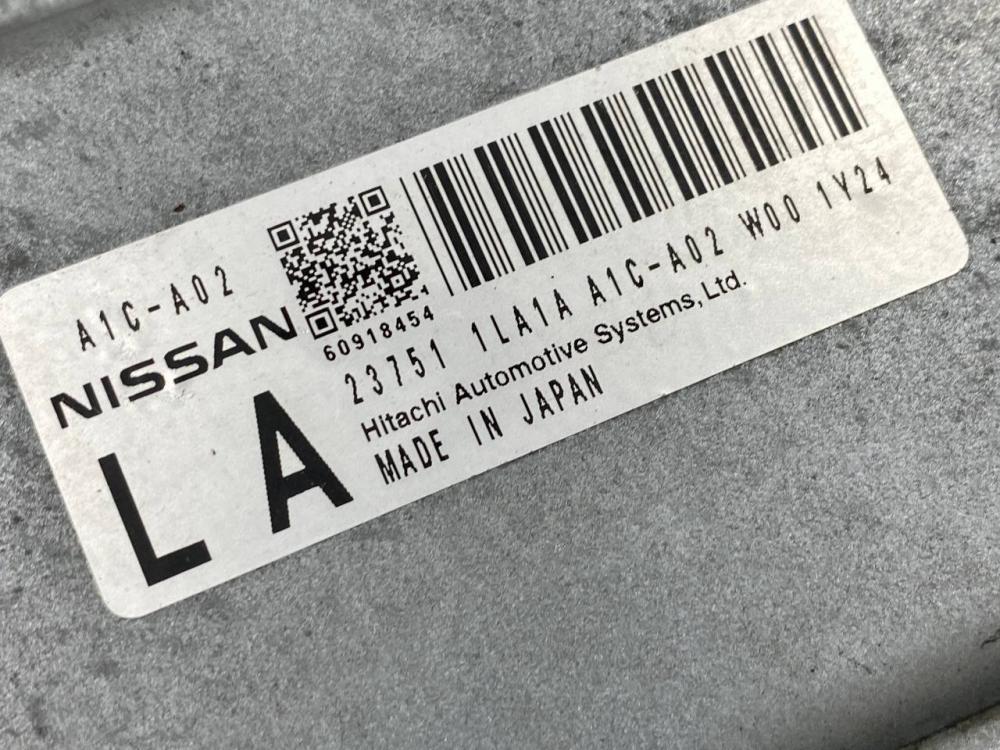 A1C-A02
NISSAN
60918454
23751 1LA1A A1C-A02 W00 1Y24
Hitachi Automotive Systems,Ltd.
MADE IN JAPAN
LA